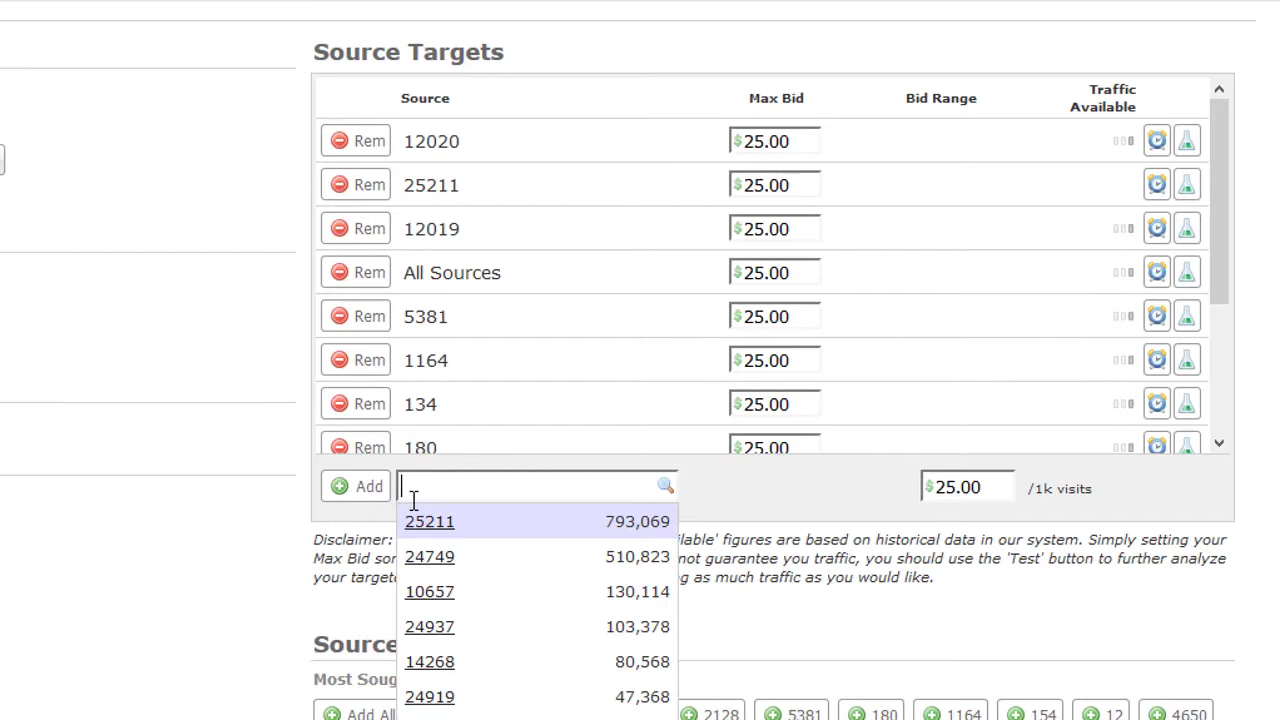 Source Targets
Source Max Bid Bid Range Traffic Available
Rem 12020 $25.00
Rem 25211 $25.00
Rem 12019 $25.00
Rem All Sources $25.00
Rem 5381 $25.00
Rem 1164 $25.00
Rem 134 $25.00
Rem 180 $25.00
Add $25.00 /1k visits
25211 793,069
24749 510,823
10657 130,114
24937 103,378
14268 80,568
24919 47,368
Disclaimer: ailable' figures are based on historical data in our system. Simply setting your
Max Bid not guarantee you traffic, you should use the 'Test' button to further analyze
your as much traffic as you would like.
Source
Most
Add 2128 5381 180 1164 154 12 4650